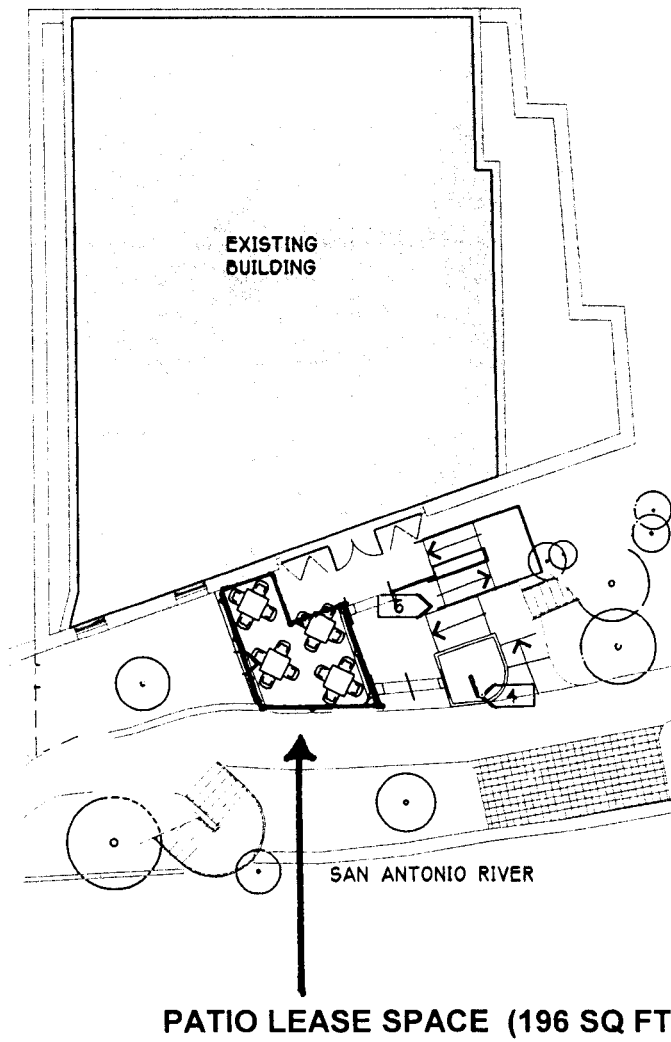 EXISTING
BUILDING
6
4
SAN ANTONIO RIVER
PATIO LEASE SPACE (196 SQ FT